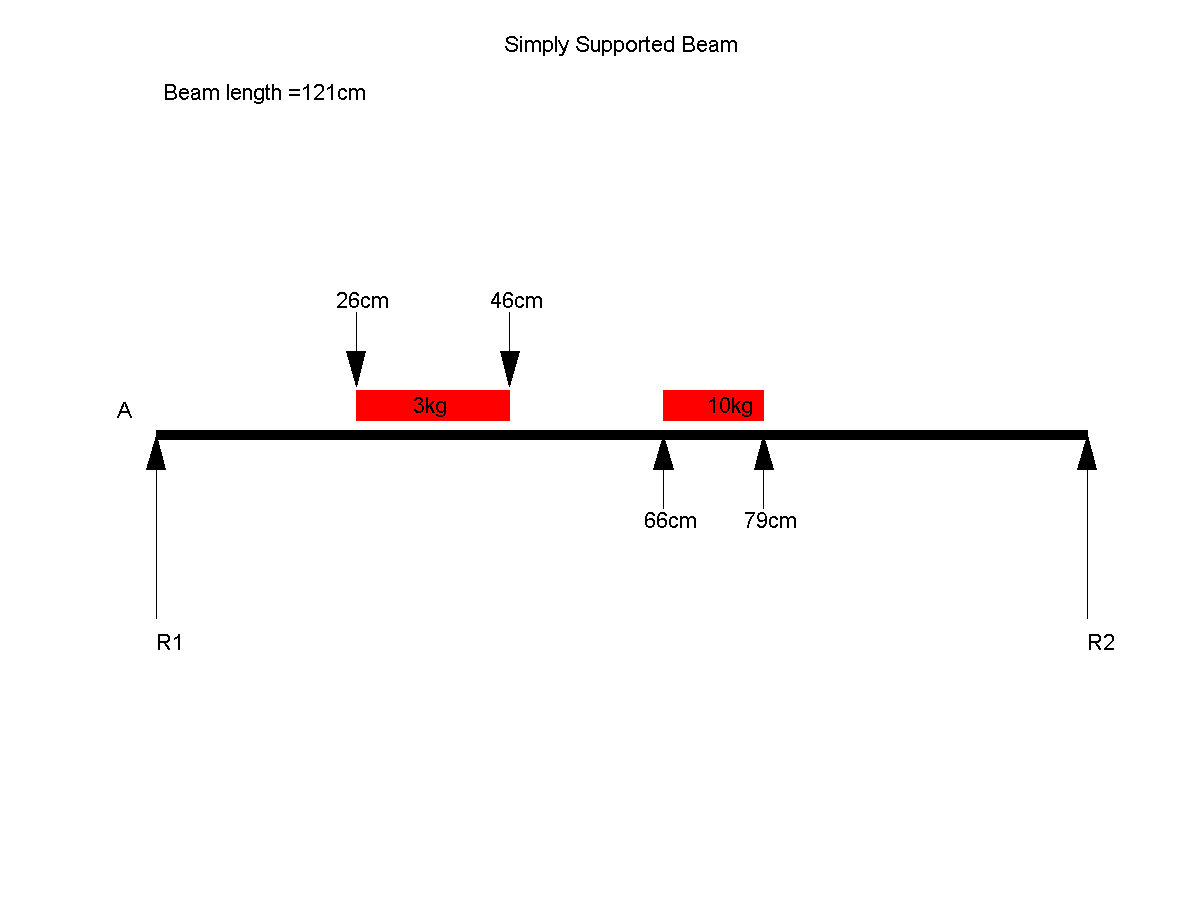 Simply Supported Beam
Beam length =121cm
26cm
46cm
3kg
10kg
A
66cm
79cm
R1
R2